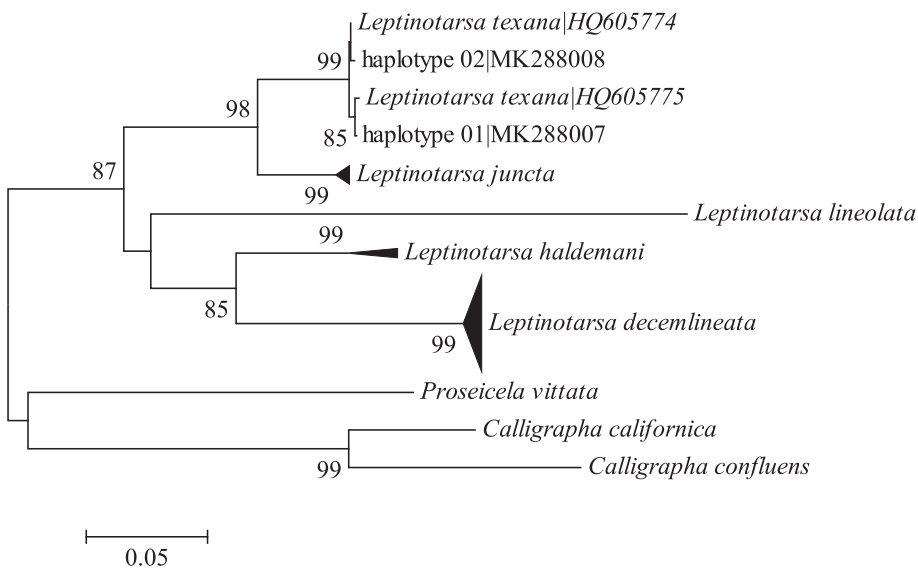 Leptinotarsa texana|HQ605774
99
haplotype 02|MK288008
Leptinotarsa texana|HQ605775
98
85
haplotype 01|MK288007
87
Leptinotarsa juncta
99
Leptinotarsa lineolata
99
Leptinotarsa haldemani
85
Leptinotarsa decemlineata
99
Proseicela vittata
Calligrapha californica
99
Calligrapha confluens
0.05